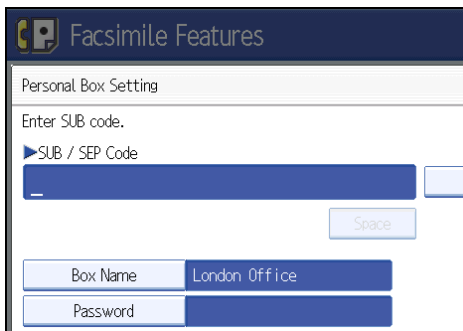 Facsimile Features
Personal Box Setting
Enter SUB code.
▶SUB / SEP Code
_
Space
Box Name London Office
Password